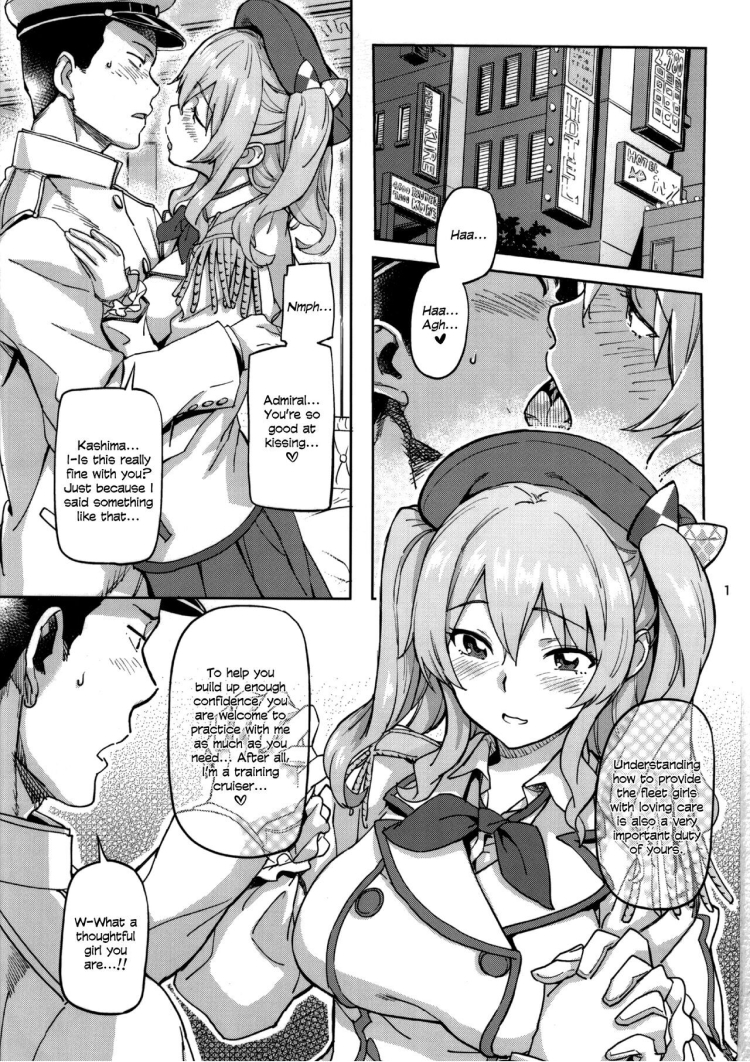 HOTEL
Haa...
Haa...
Agh...
♥
Nmph...
Admiral...
You're so
good at
kissing...
♥
Kashima...
I-Is this really
fine with you?
Just because I
said something
like that...
1
Understanding
how to provide
the fleet girls
with loving care
is also a very
important duty
of yours.
To help you
build up enough
confidence, you
are welcome to
practice with me
as much as you
need... After all,
I'm a training
cruiser...
♥
W-What a
thoughtful
girl you
are...!!